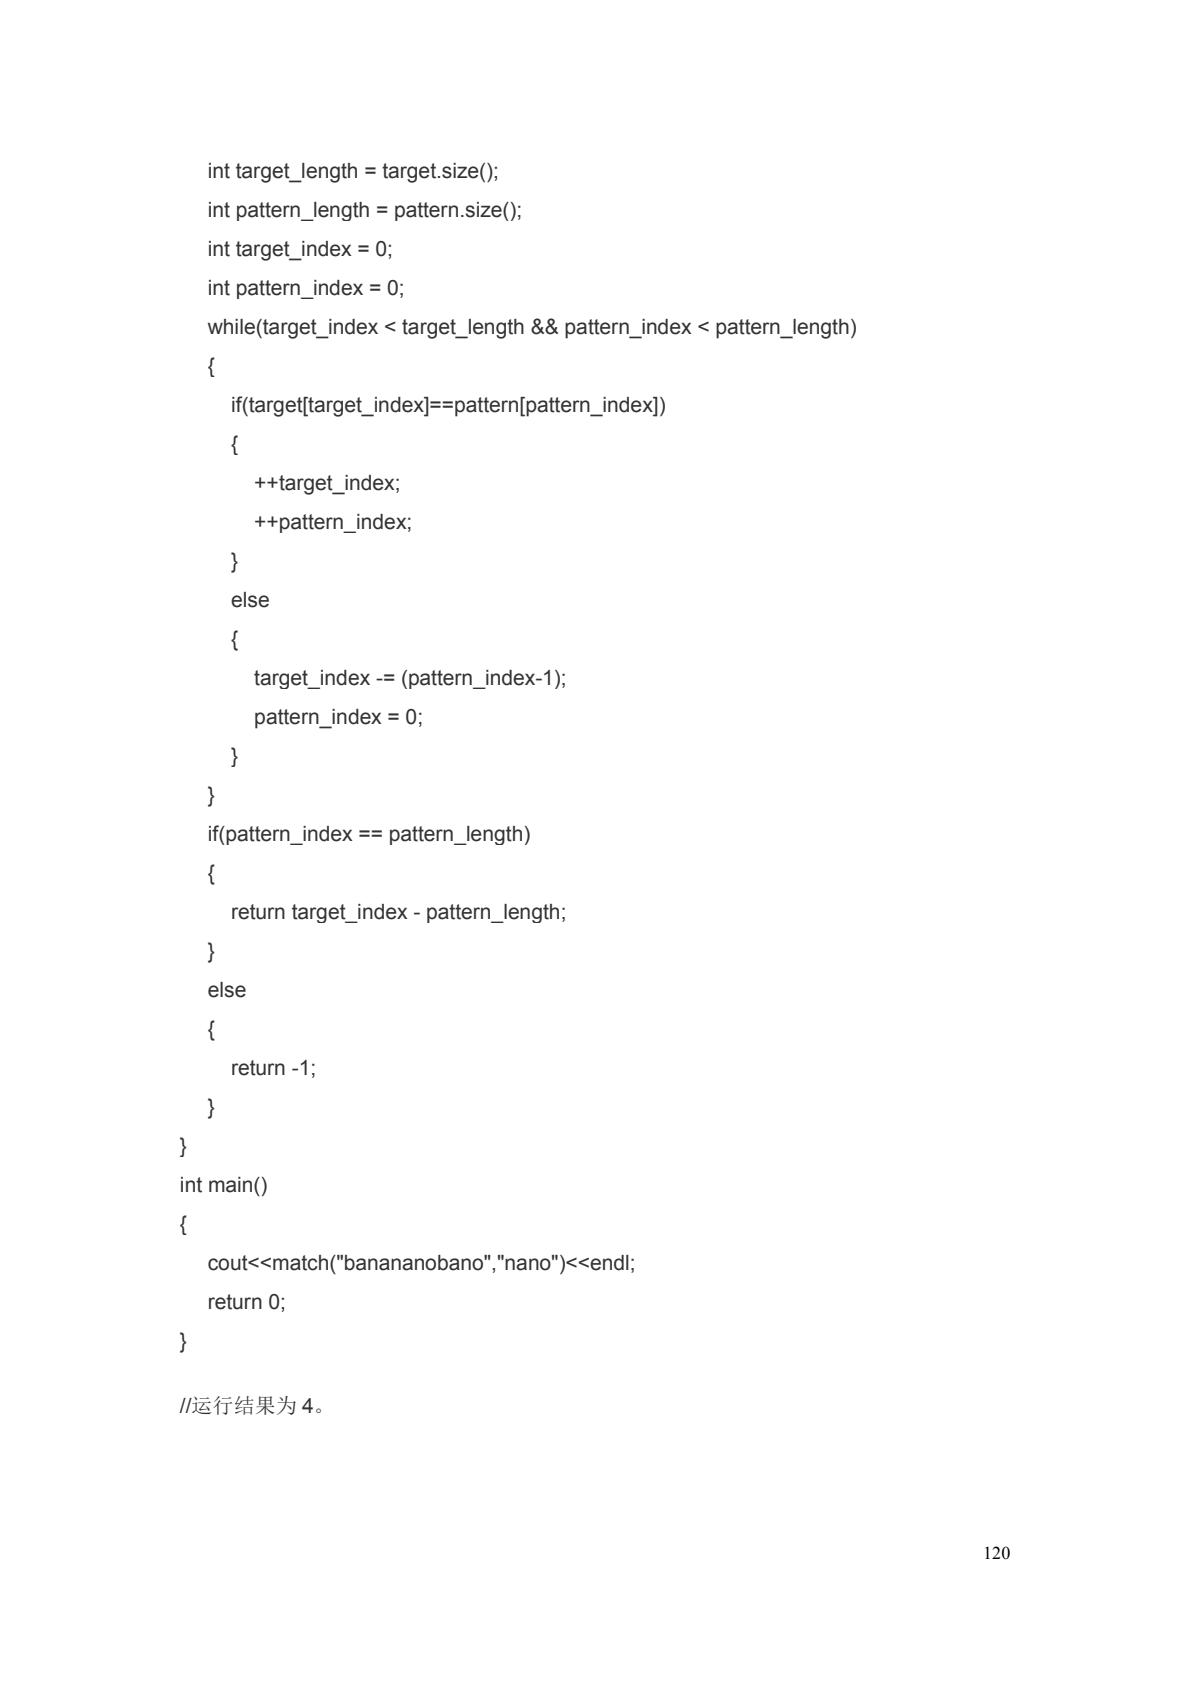 int target_length = target.size();
int pattern_length = pattern.size();
int target_index = 0;
int pattern_index = 0;
while(target_index < target_length && pattern_index < pattern_length)
{
if(target[target_index]==pattern[pattern_index])
{
++target_index;
++pattern_index;
}
else
{
target_index -= (pattern_index-1);
pattern_index = 0;
}
}
if(pattern_index == pattern_length)
{
return target_index - pattern_length;
}
else
{
return -1;
}
}
int main()
{
cout<<match("banananobano","nano")<<endl;
return 0;
}
//运行结果为 4。
120